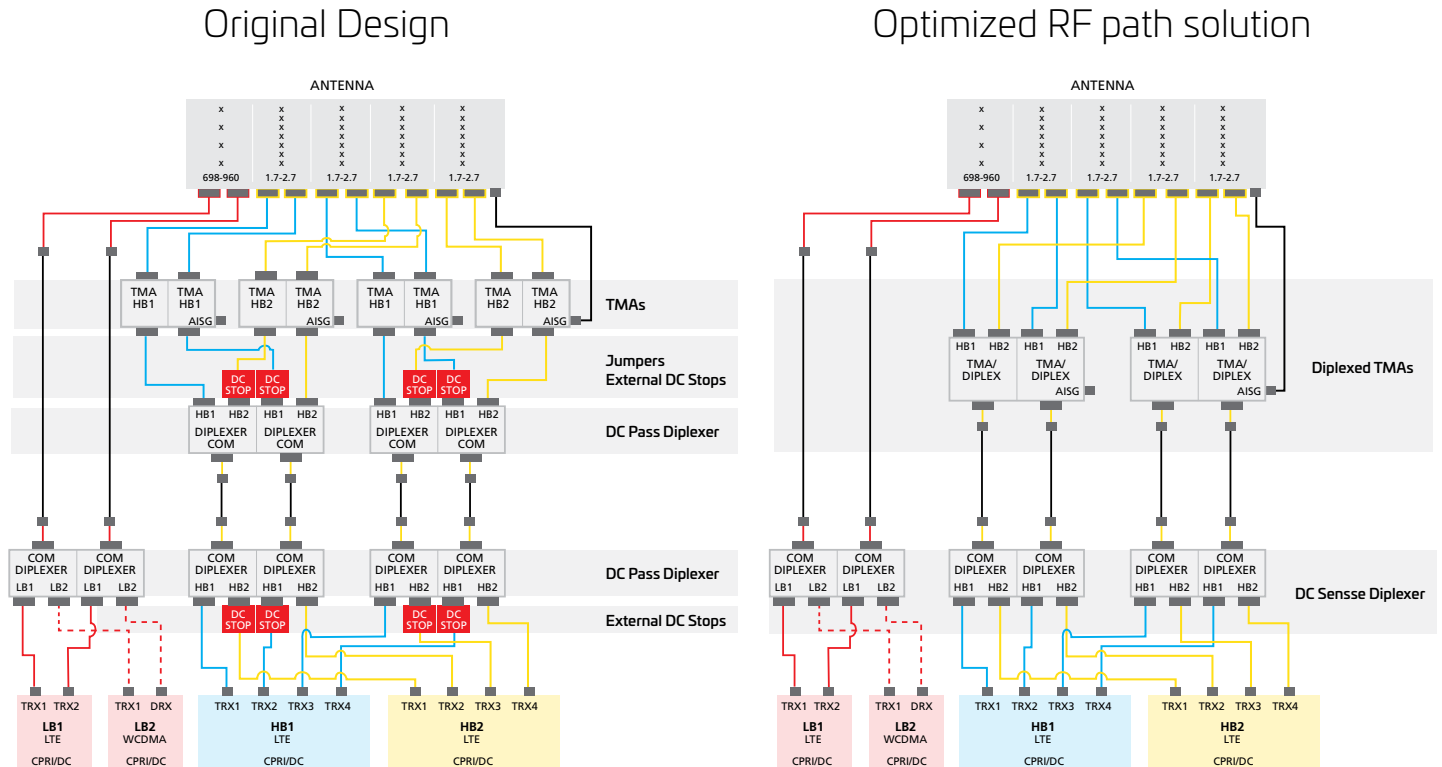 Original Design
Optimized RF path solution
ANTENNA
x x x x x
x x x x
x x x x x
x x x x
x x x x x
x x x x
x x x x x
698-960 1.7-2.7 1.7-2.7 1.7-2.7 1.7-2.7
TMA HB1
TMA HB1
AISG
TMA HB2
TMA HB2
AISG
TMA HB1
TMA HB1
AISG
TMA HB2
TMA HB2
AISG
TMAs
Jumpers
External DC Stops
DC STOP
DC STOP
DC STOP
DC STOP
HB1 HB2 HB1 HB2
HB1 HB2 HB1 HB2
DIPLEXER COM
DIPLEXER COM
DIPLEXER COM
DIPLEXER COM
DC Pass Diplexer
COM DIPLEXER
COM DIPLEXER
COM DIPLEXER
COM DIPLEXER
COM DIPLEXER
COM DIPLEXER
LB1 LB2 LB1 LB2
HB1 HB2 HB1 HB2
HB1 HB2 HB1 HB2
DC Pass Diplexer
DC STOP
DC STOP
DC STOP
DC STOP
External DC Stops
TRX1 TRX2
LB1
LTE
CPRI/DC
TRX1 DRX
LB2
WCDMA
CPRI/DC
TRX1 TRX2 TRX3 TRX4
HB1
LTE
CPRI/DC
TRX1 TRX2 TRX3 TRX4
HB2
LTE
CPRI/DC
ANTENNA
x x x x x
x x x x
x x x x x
x x x x
x x x x x
x x x x
x x x x x
698-960 1.7-2.7 1.7-2.7 1.7-2.7 1.7-2.7
HB1 HB2 HB1 HB2
HB1 HB2 HB1 HB2
TMA/ DIPLEX
TMA/ DIPLEX
AISG
TMA/ DIPLEX
TMA/ DIPLEX
AISG
Diplexed TMAs
COM DIPLEXER
COM DIPLEXER
COM DIPLEXER
COM DIPLEXER
COM DIPLEXER
COM DIPLEXER
LB1 LB2 LB1 LB2
HB1 HB2 HB1 HB2
HB1 HB2 HB1 HB2
DC Sensse Diplexer
TRX1 TRX2
LB1
LTE
CPRI/DC
TRX1 DRX
LB2
WCDMA
CPRI/DC
TRX1 TRX2 TRX3 TRX4
HB1
LTE
CPRI/DC
TRX1 TRX2 TRX3 TRX4
HB2
LTE
CPRI/DC